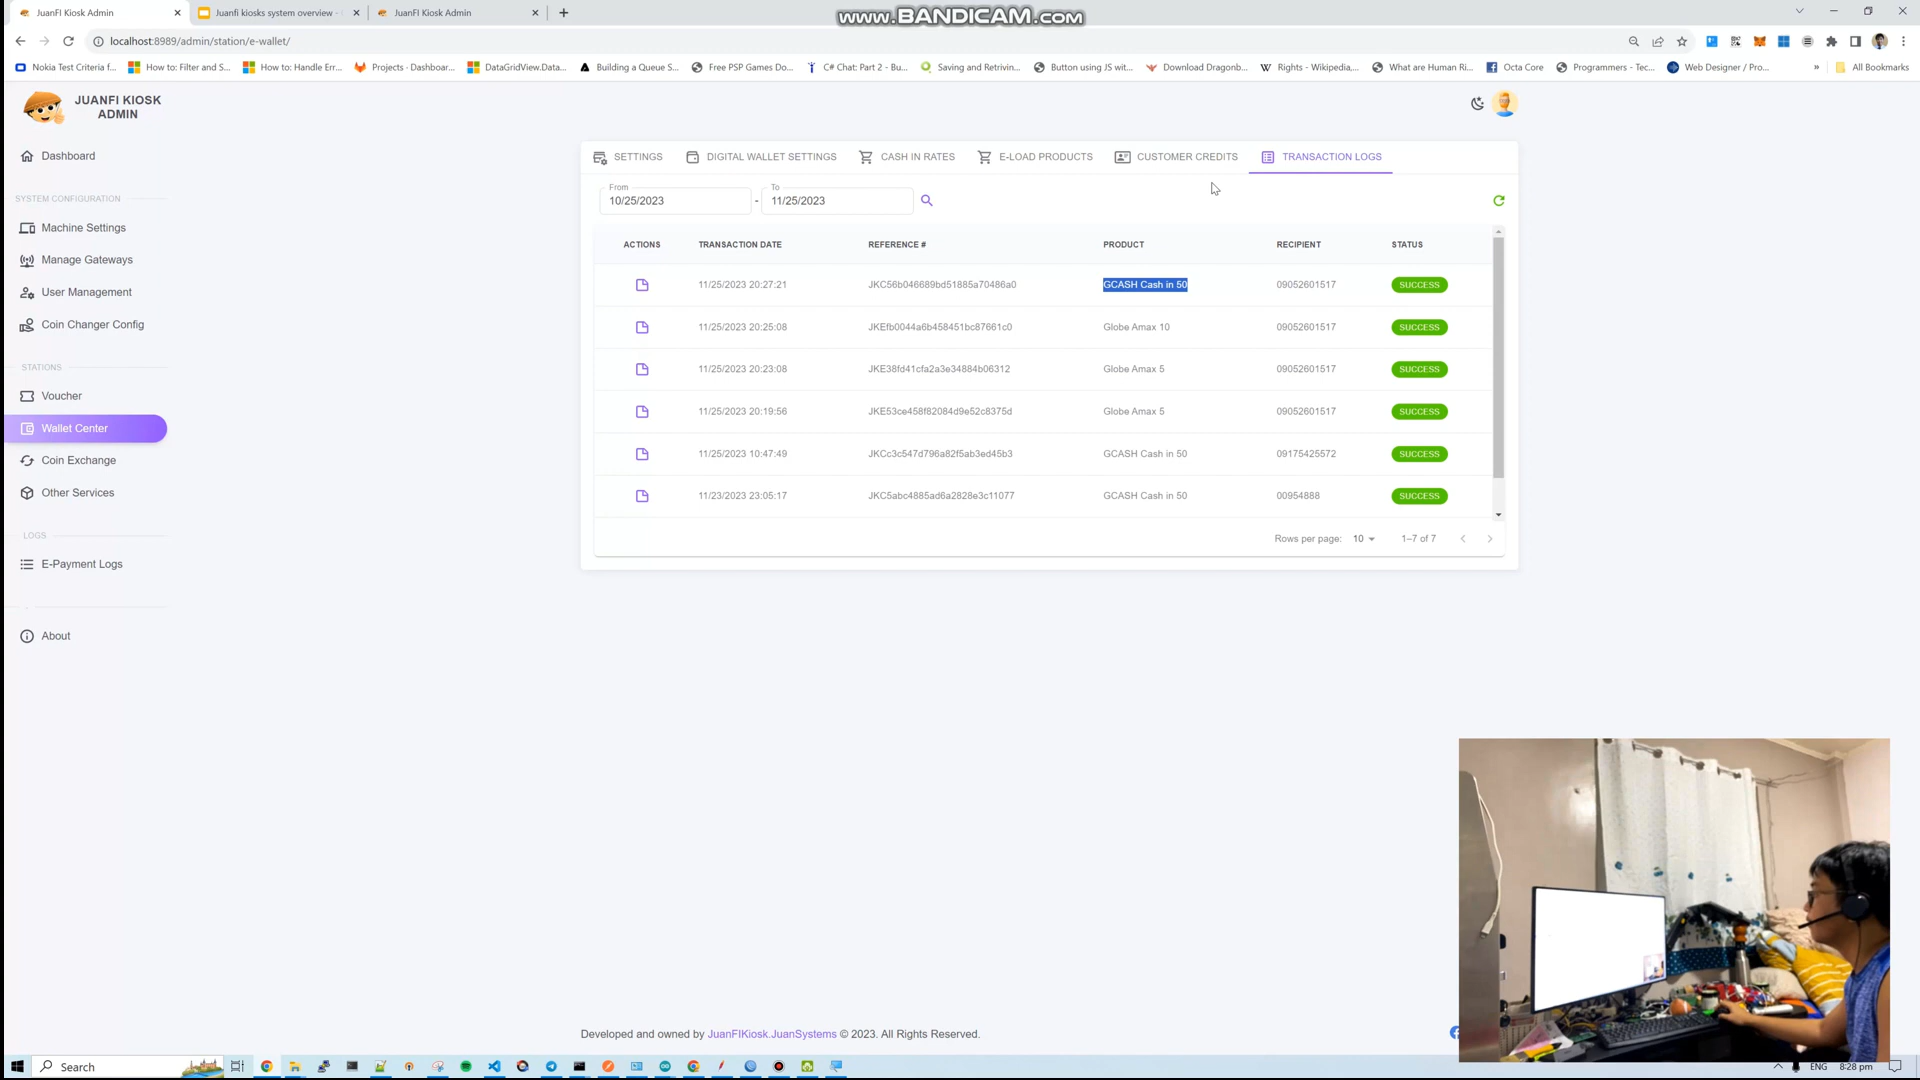 JuanFI Kiosk Admin
Juanfi kiosks system overview -
JuanFI Kiosk Admin
www.BANDICAM.com
localhost:8989/admin/station/e-wallet/
Nokia Test Criteria f...
How to: Filter and S...
How to: Handle Err...
Projects · Dashboar...
DataGridView.Data...
Building a Queue S...
Free PSP Games Do...
C# Chat: Part 2 - Bu...
Saving and Retrivin...
Button using JS wit...
Download Dragonb...
Rights - Wikipedia,...
What are Human Ri...
Octa Core
Programmers - Tec...
Web Designer / Pro...
»
All Bookmarks
JUANFI KIOSK
ADMIN
Dashboard
SYSTEM CONFIGURATION
Machine Settings
Manage Gateways
User Management
Coin Changer Config
STATIONS
Voucher
Wallet Center
Coin Exchange
Other Services
LOGS
E-Payment Logs
About
SETTINGS
DIGITAL WALLET SETTINGS
CASH IN RATES
E-LOAD PRODUCTS
CUSTOMER CREDITS
TRANSACTION LOGS
From
10/25/2023
-
To
11/25/2023
ACTIONS TRANSACTION DATE REFERENCE # PRODUCT RECIPIENT STATUS
11/25/2023 20:27:21 JKC56b046689bd51885a70486a0 GCASH Cash in 50 09052601517 SUCCESS
11/25/2023 20:25:08 JKEfb0044a6b458451bc87661c0 Globe Amax 10 09052601517 SUCCESS
11/25/2023 20:23:08 JKE38fd41cfa2a3e34884b06312 Globe Amax 5 09052601517 SUCCESS
11/25/2023 20:19:56 JKE53ce458f82084d9e52c8375d Globe Amax 5 09052601517 SUCCESS
11/25/2023 10:47:49 JKCc3c547d796a82f5ab3ed45b3 GCASH Cash in 50 09175425572 SUCCESS
11/23/2023 23:05:17 JKC5abc4885ad6a2828e3c11077 GCASH Cash in 50 00954888 SUCCESS
Rows per page: 10 1–7 of 7
Developed and owned by JuanFIKiosk.JuanSystems © 2023. All Rights Reserved.
Search
ENG
8:28 pm